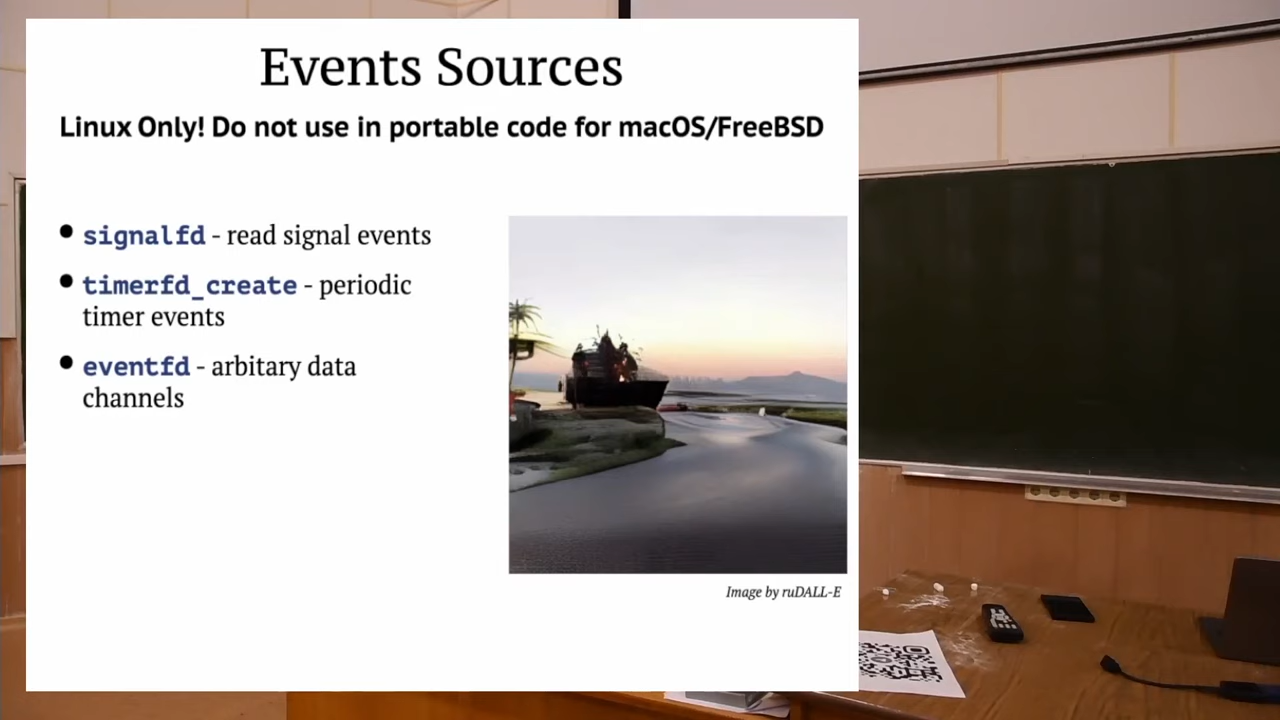 Events Sources
Linux Only! Do not use in portable code for macOS/FreeBSD
• signalfd - read signal events
• timerfd_create - periodic
timer events
• eventfd - arbitary data
channels
Image by ruDALL-E